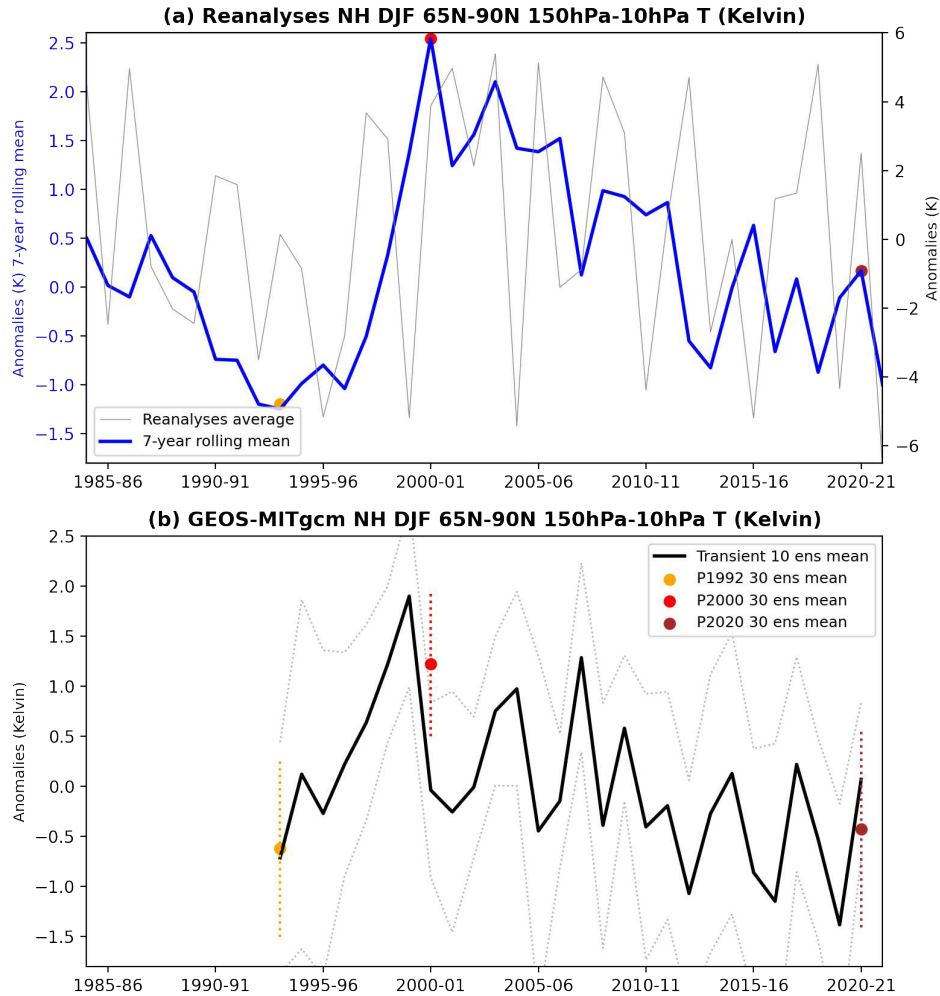 (a) Reanalyses NH DJF 65N-90N 150hPa-10hPa T (Kelvin)
Anomalies (K) 7-year rolling mean
2.5
2.0
1.5
1.0
0.5
0.0
−0.5
−1.0
−1.5
6
4
2
0
−2
−4
−6
Anomalies (K)
Reanalyses average
7-year rolling mean
1985-86 1990-91 1995-96 2000-01 2005-06 2010-11 2015-16 2020-21
(b) GEOS-MITgcm NH DJF 65N-90N 150hPa-10hPa T (Kelvin)
Anomalies (Kelvin)
2.5
2.0
1.5
1.0
0.5
0.0
−0.5
−1.0
−1.5
Transient 10 ens mean
P1992 30 ens mean
P2000 30 ens mean
P2020 30 ens mean
1985-86 1990-91 1995-96 2000-01 2005-06 2010-11 2015-16 2020-21